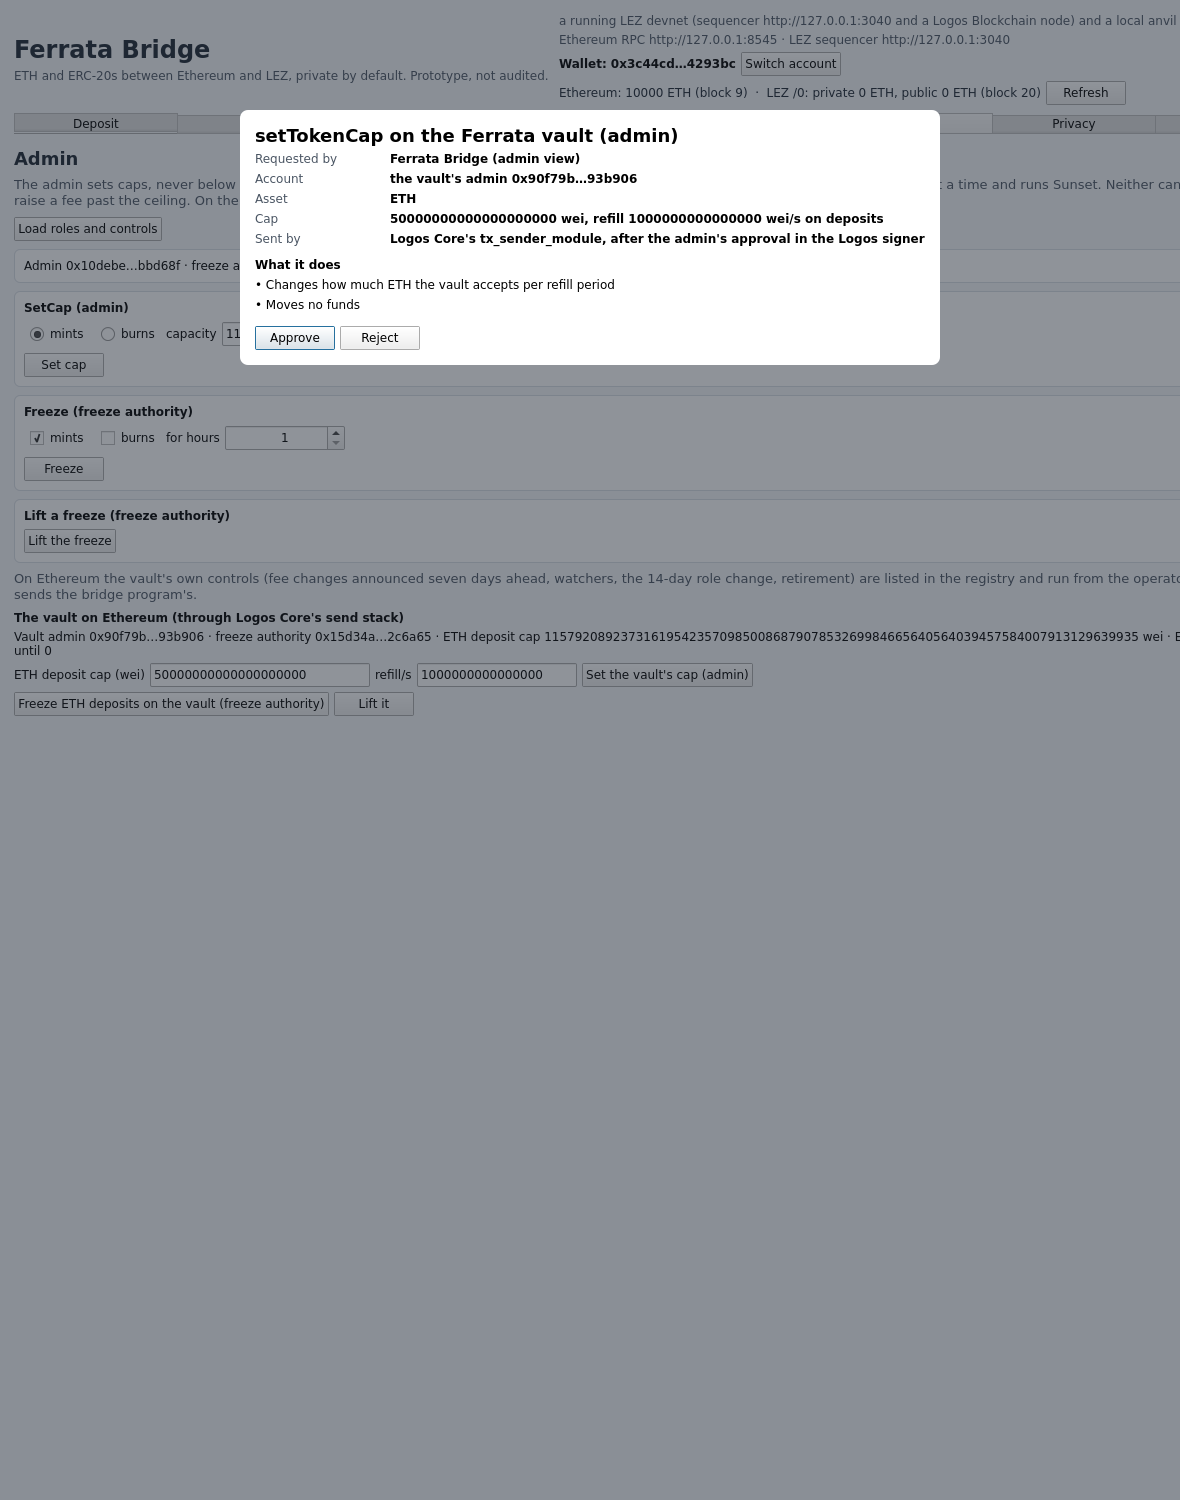 a running LEZ devnet (sequencer http://127.0.0.1:3040 and a Logos Blockchain node) and a local anvil
Ferrata Bridge
Ethereum RPC http://127.0.0.1:8545 · LEZ sequencer http://127.0.0.1:3040
ETH and ERC-20s between Ethereum and LEZ, private by default. Prototype, not audited.
Wallet: 0x3c44cd…4293bc Switch account
Ethereum: 10000 ETH (block 9) · LEZ /0: private 0 ETH, public 0 ETH (block 20) Refresh
Deposit Privacy
setTokenCap on the Ferrata vault (admin)
Requested by Ferrata Bridge (admin view)
Account the vault's admin 0x90f79b…93b906
Asset ETH
Cap 50000000000000000000 wei, refill 1000000000000000 wei/s on deposits
Sent by Logos Core's tx_sender_module, after the admin's approval in the Logos signer
What it does
• Changes how much ETH the vault accepts per refill period
• Moves no funds
Approve Reject
Admin
The admin sets caps, never below t a time and runs Sunset. Neither can
raise a fee past the ceiling. On the
Load roles and controls
Admin 0x10debe…bbd68f · freeze a
SetCap (admin)
mints burns capacity 11
Set cap
Freeze (freeze authority)
mints burns for hours 1
Freeze
Lift a freeze (freeze authority)
Lift the freeze
On Ethereum the vault's own controls (fee changes announced seven days ahead, watchers, the 14-day role change, retirement) are listed in the registry and run from the operato
sends the bridge program's.
The vault on Ethereum (through Logos Core's send stack)
Vault admin 0x90f79b…93b906 · freeze authority 0x15d34a…2c6a65 · ETH deposit cap 115792089237316195423570985008687907853269984665640564039457584007913129639935 wei · E
until 0
ETH deposit cap (wei) 50000000000000000000 refill/s 1000000000000000 Set the vault's cap (admin)
Freeze ETH deposits on the vault (freeze authority) Lift it